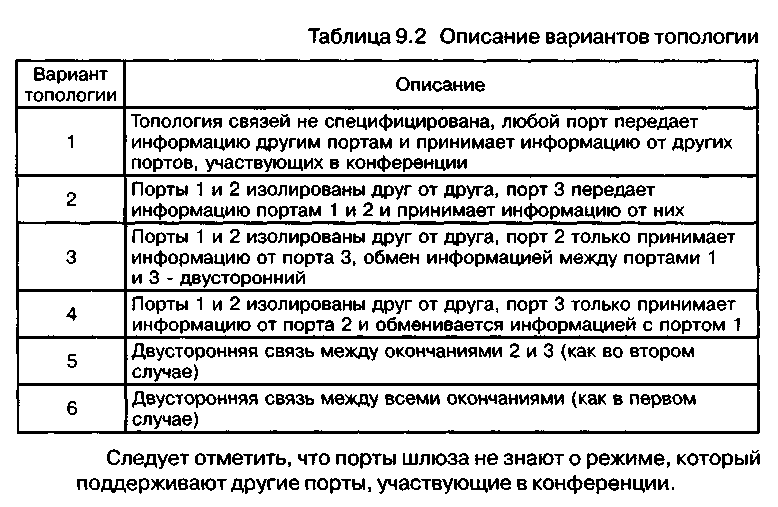 Таблица 9.2 Описание вариантов топологии
Вариант
топологии
Описание
1
Топология связей не специфицирована, любой порт передает
информацию другим портам и принимает информацию от других
портов, участвующих в конференции
2
Порты 1 и 2 изолированы друг от друга, порт 3 передает
информацию портам 1 и 2 и принимает информацию от них
3
Порты 1 и 2 изолированы друг от друга, порт 2 только принимает
информацию от порта 3, обмен информацией между портами 1
и 3 - двусторонний
4
Порты 1 и 2 изолированы друг от друга, порт 3 только принимает
информацию от порта 2 и обменивается информацией с портом 1
5
Двусторонняя связь между окончаниями 2 и 3 (как во втором
случае)
6
Двусторонняя связь между всеми окончаниями (как в первом
случае)
Следует отметить, что порты шлюза не знают о режиме, который
поддерживают другие порты, участвующие в конференции.